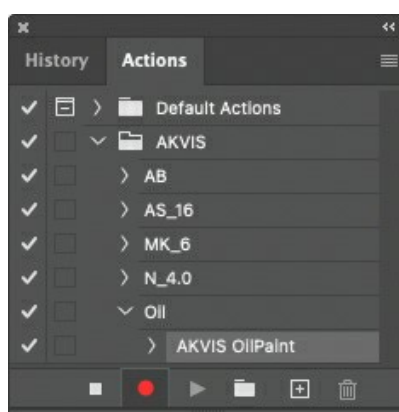 History Actions
Default Actions
AKVIS
AB
AS_16
MK_6
N_4.0
Oil
AKVIS OilPaint